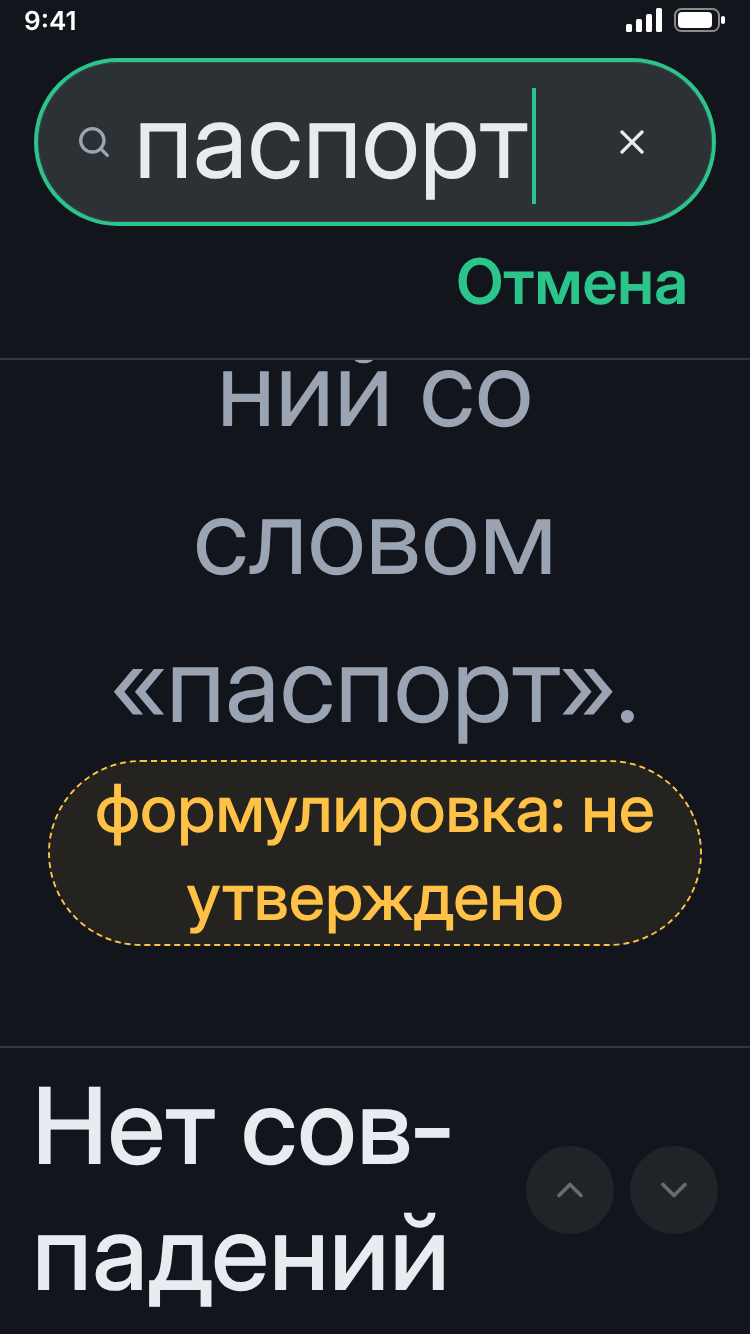 9:41
паспорт
Отмена
ний со
словом
«паспорт».
формулировка: не
утверждено
Нет сов-
падений